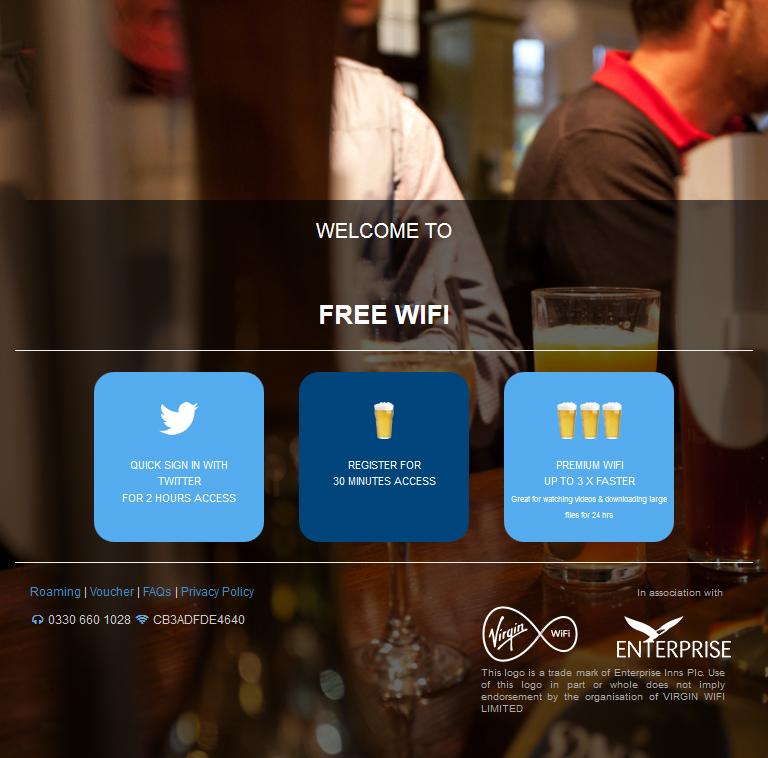 WELCOME TO
FREE WIFI
QUICK SIGN IN WITH
TWITTER
FOR 2 HOURS ACCESS
REGISTER FOR
30 MINUTES ACCESS
PREMIUM WIFI
UP TO 3 X FASTER
Great for watching videos & downloading large
files for 24 hrs
Roaming | Voucher | FAQs | Privacy Policy
0330 660 1028 CB3ADFDE4640
In association with
Virgin WiFi
ENTERPRISE
This logo is a trade mark of Enterprise Inns Plc. Use
of this logo in part or whole does not imply
endorsement by the organisation of VIRGIN WIFI
LIMITED